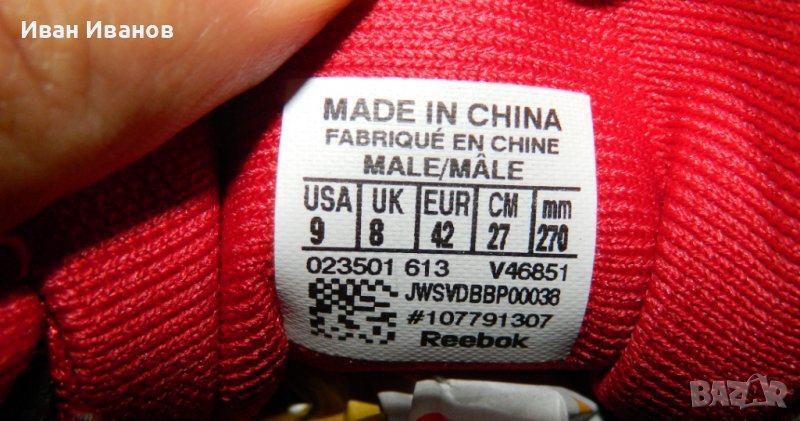 Иван Иванов
MADE IN CHINA
FABRIQUÉ EN CHINE
MALE/MÂLE
USA UK EUR CM mm
9 8 42 27 270
023501 613 V46851
JWSVDBBP00038
#107791307
Reebok
BAZAR